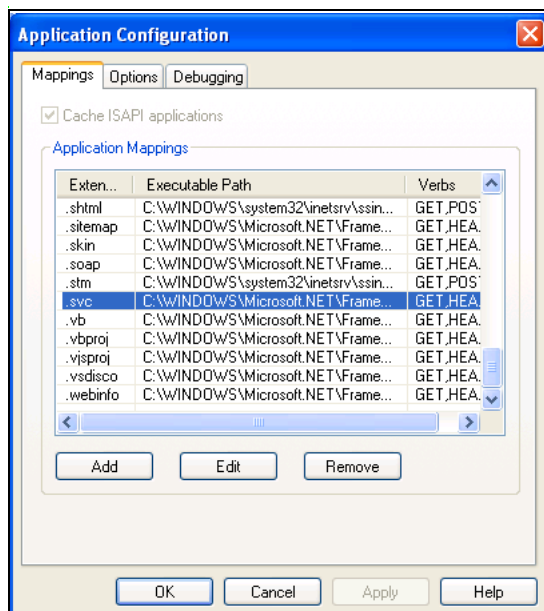 Application Configuration
Mappings Options Debugging
Cache ISAPI applications
Application Mappings
Exten... Executable Path Verbs
.shtml C:\WINDOWS\system32\inetsrv\ssin... GET,POS
.sitemap C:\WINDOWS\Microsoft.NET\Frame... GET,HEA.
.skin C:\WINDOWS\Microsoft.NET\Frame... GET,HEA.
.soap C:\WINDOWS\Microsoft.NET\Frame... GET,HEA.
.stm C:\WINDOWS\system32\inetsrv\ssin... GET,POS
.svc C:\WINDOWS\Microsoft.NET\Frame... GET,HEA.
.vb C:\WINDOWS\Microsoft.NET\Frame... GET,HEA.
.vbproj C:\WINDOWS\Microsoft.NET\Frame... GET,HEA.
.vjsproj C:\WINDOWS\Microsoft.NET\Frame... GET,HEA.
.vsdisco C:\WINDOWS\Microsoft.NET\Frame... GET,HEA.
.webinfo C:\WINDOWS\Microsoft.NET\Frame... GET,HEA.
Add Edit Remove
OK Cancel Apply Help